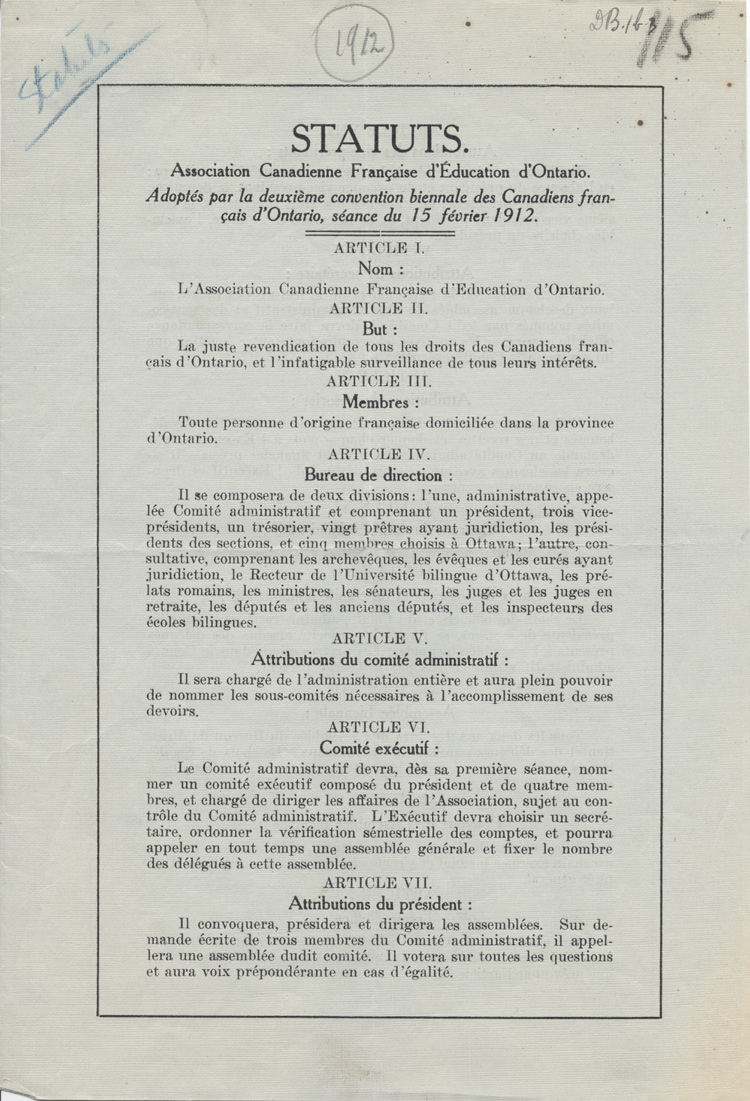 Statuts
1912
115
STATUTS.
Association Canadienne Française d'Éducation d'Ontario.
Adoptés par la deuxième convention biennale des Canadiens fran-
çais d'Ontario, séance du 15 février 1912.
ARTICLE I.
Nom :
L'Association Canadienne Française d'Education d'Ontario.
ARTICLE II.
But :
La juste revendication de tous les droits des Canadiens fran-
çais d'Ontario, et l'infatigable surveillance de tous leurs intérêts.
ARTICLE III.
Membres :
Toute personne d'origine française domiciliée dans la province
d'Ontario.
ARTICLE IV.
Bureau de direction :
Il se composera de deux divisions: l'une, administrative, appe-
lée Comité administratif et comprenant un président, trois vice-
présidents, un trésorier, vingt prêtres ayant juridiction, les prési-
dents des sections, et cinq membres choisis à Ottawa; l'autre, con-
sultative, comprenant les archevêques, les évêques et les curés ayant
juridiction, le Recteur de l'Université bilingue d'Ottawa, les pré-
lats romains, les ministres, les sénateurs, les juges et les juges en
retraite, les députés et les anciens députés, et les inspecteurs des
écoles bilingues.
ARTICLE V.
Attributions du comité administratif :
Il sera chargé de l'administration entière et aura plein pouvoir
de nommer les sous-comités nécessaires à l'accomplissement de ses
devoirs.
ARTICLE VI.
Comité exécutif :
Le Comité administratif devra, dès sa première séance, nom-
mer un comité exécutif composé du président et de quatre mem-
bres, et chargé de diriger les affaires de l'Association, sujet au con-
trôle du Comité administratif. L'Exécutif devra choisir un secré-
taire, ordonner la vérification sémestrielle des comptes, et pourra
appeler en tout temps une assemblée générale et fixer le nombre
des délégués à cette assemblée.
ARTICLE VII.
Attributions du président :
Il convoquera, présidera et dirigera les assemblées. Sur de-
mande écrite de trois membres du Comité administratif, il appel-
lera une assemblée dudit comité. Il votera sur toutes les questions
et aura voix prépondérante en cas d'égalité.